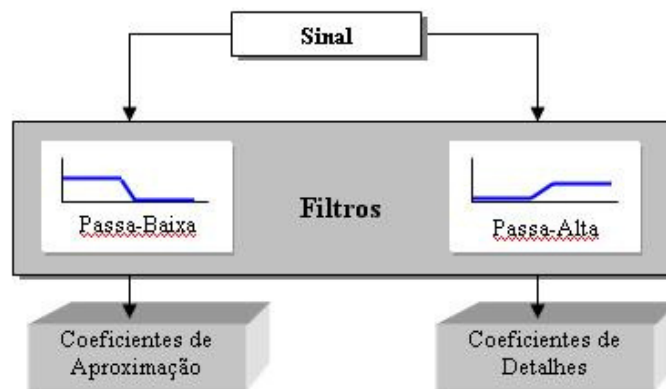 Sinal
Filtros
Passa-Baixa
Passa-Alta
Coeficientes de
Aproximação
Coeficientes de
Detalhes